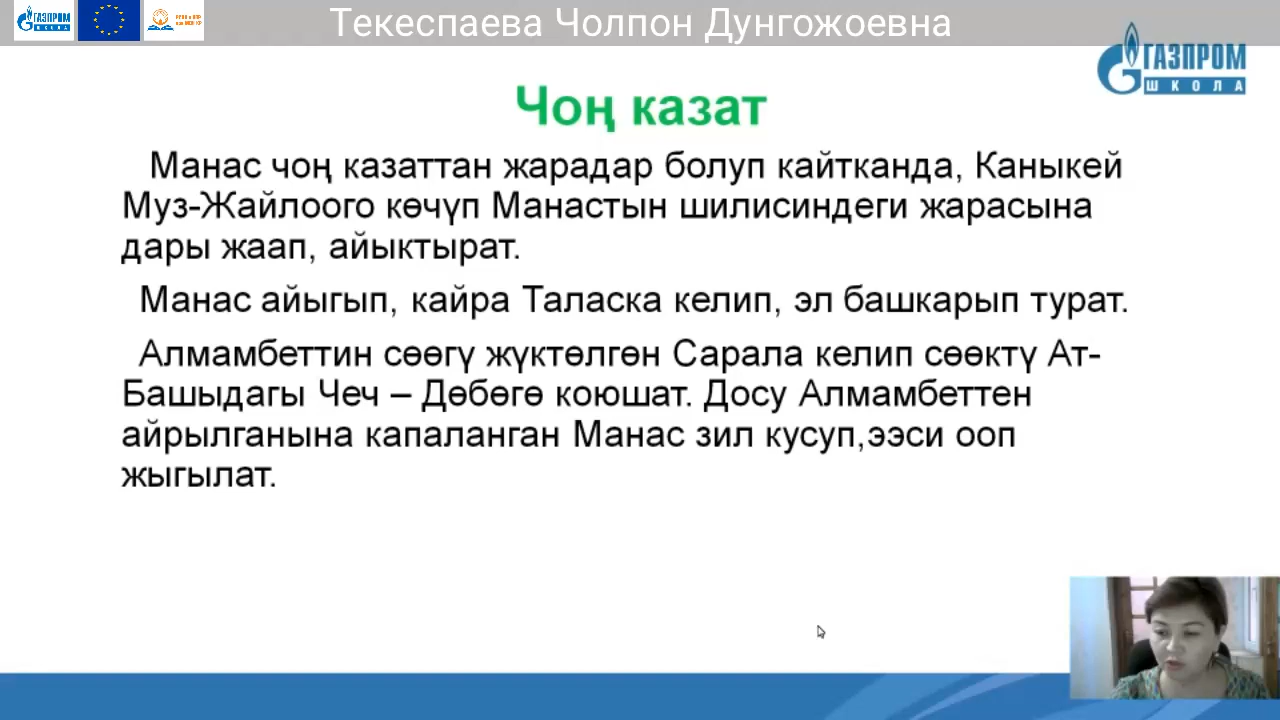 Текеспаева Чолпон Дунгожоевна
ГАЗПРОМ
ШКОЛА
ГАЗПРОМ
ШКОЛА
Чоң казат
Манас чоң казаттан жарадар болуп кайтканда, Каныкей
Муз-Жайлоого көчүп Манастын шилисиндеги жарасына
дары жаап, айыктырат.
Манас айыгып, кайра Таласка келип, эл башкарып турат.
Алмамбеттин сөөгү жүктөлгөн Сарала келип сөөктү Ат-
Башыдагы Чеч – Дөбөгө коюшат. Досу Алмамбеттен
айрылганына капаланган Манас зил кусуп,ээси ооп
жыгылат.